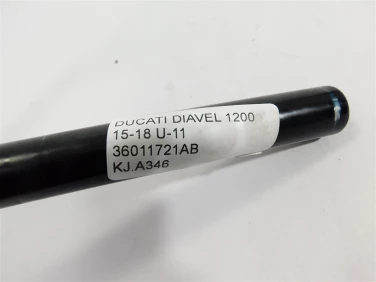 DUCATI DIAVEL 1200
15-18 U-11
36011721AB
KJ.A346